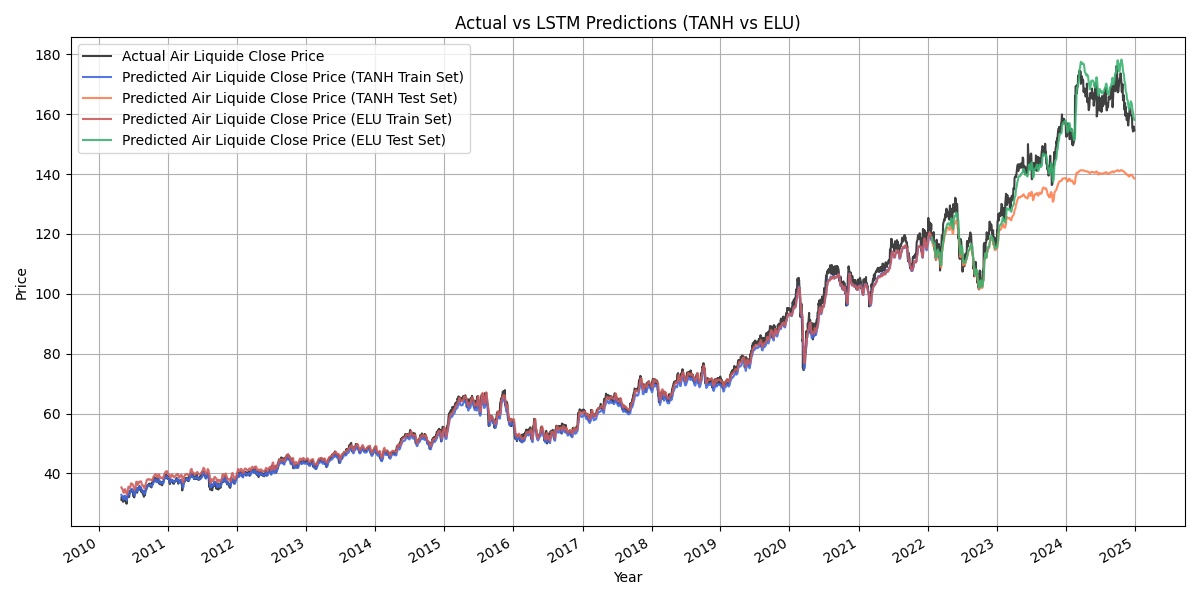 Actual vs LSTM Predictions (TANH vs ELU)
Actual Air Liquide Close Price
Predicted Air Liquide Close Price (TANH Train Set)
Predicted Air Liquide Close Price (TANH Test Set)
Predicted Air Liquide Close Price (ELU Train Set)
Predicted Air Liquide Close Price (ELU Test Set)
180
160
140
120
100
80
60
40
Price
2010 2011 2012 2013 2014 2015 2016 2017 2018 2019 2020 2021 2022 2023 2024 2025
Year